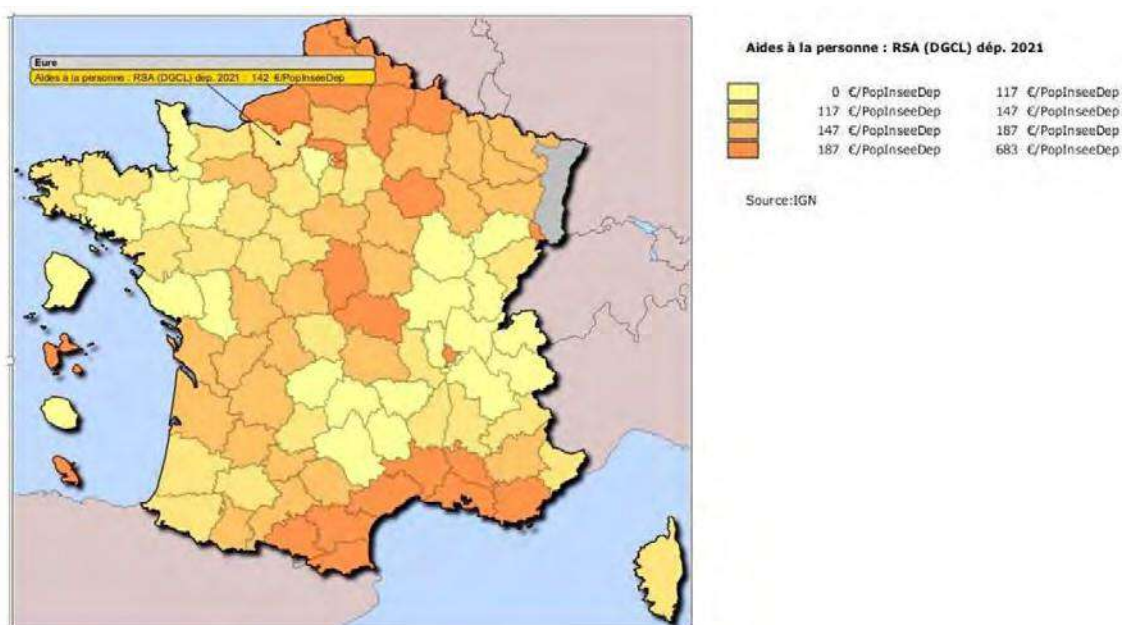 Eure
Aides à la personne : RSA (DGCL) dép. 2021 : 142 €/PopInseeDep
Aides à la personne : RSA (DGCL) dép. 2021
0 €/PopInseeDep 117 €/PopInseeDep
117 €/PopInseeDep 147 €/PopInseeDep
147 €/PopInseeDep 187 €/PopInseeDep
187 €/PopInseeDep 683 €/PopInseeDep
Source:IGN